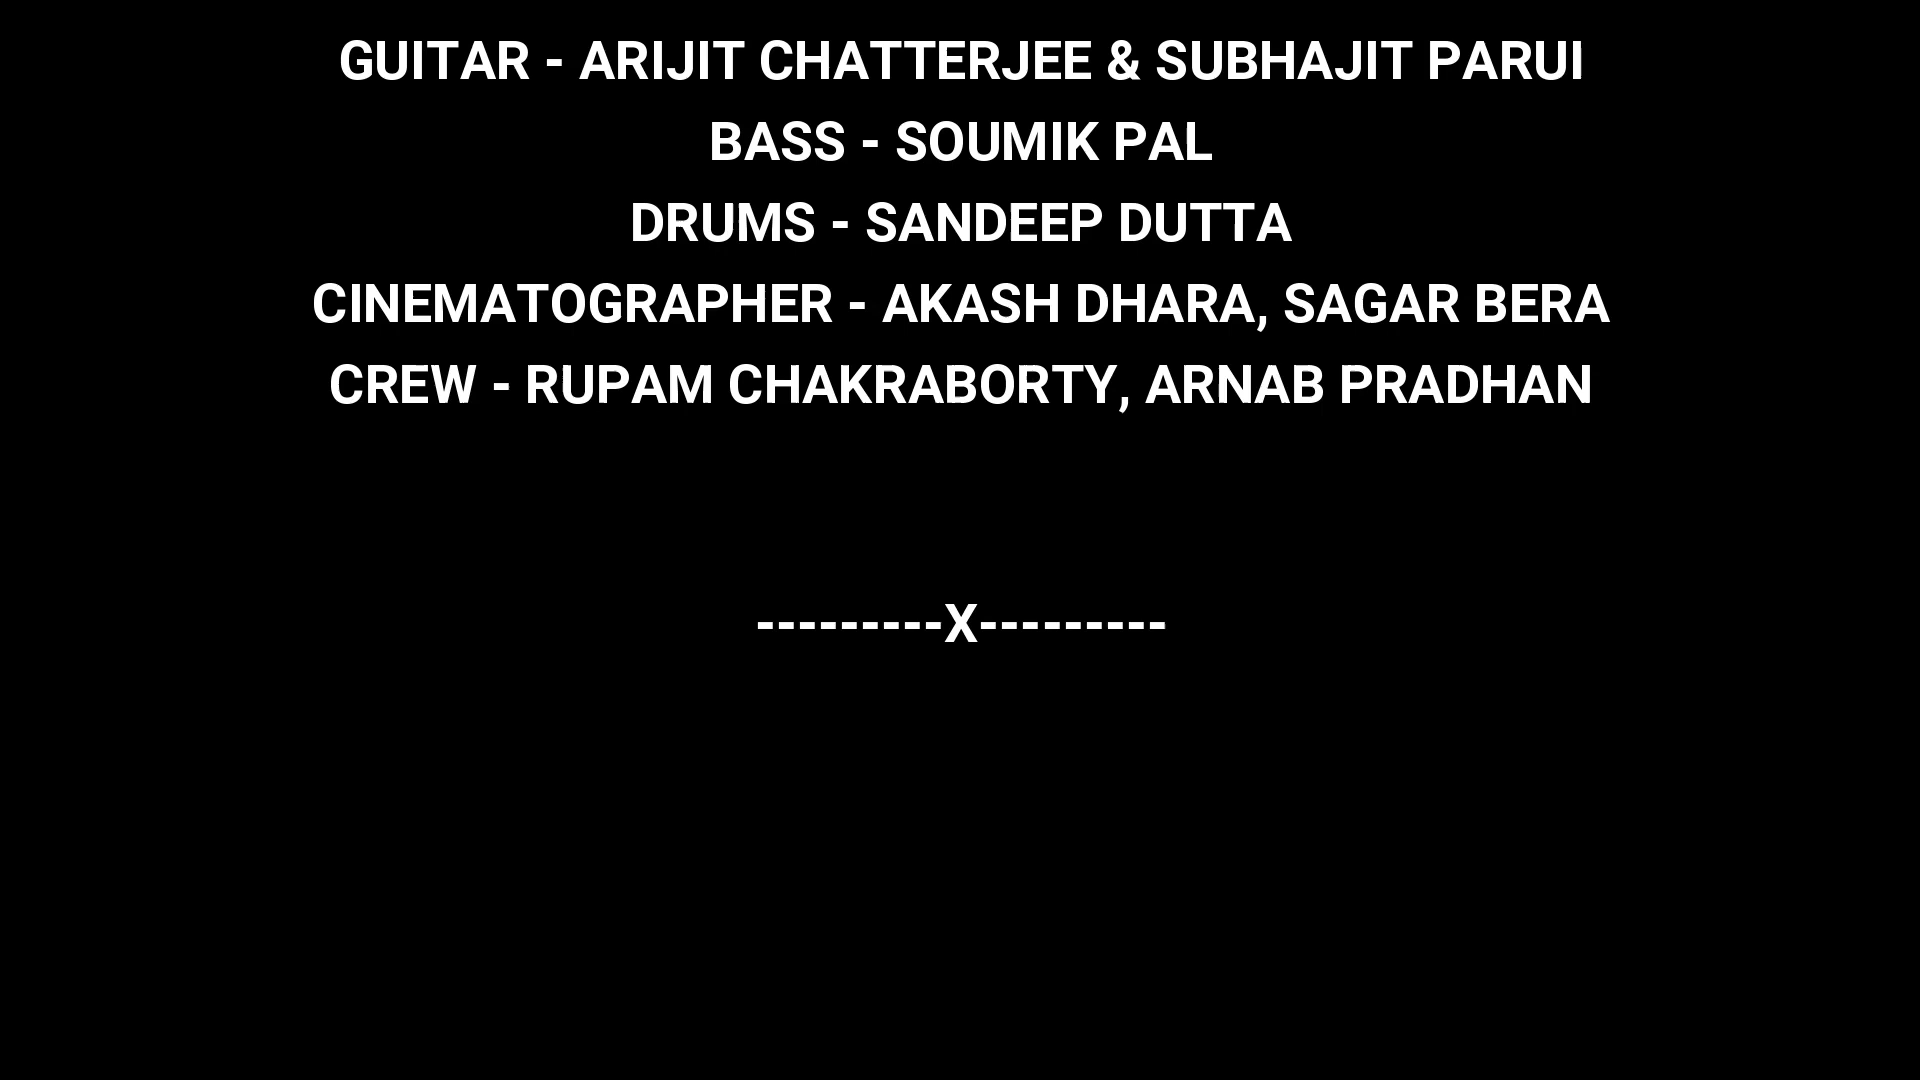 GUITAR - ARIJIT CHATTERJEE & SUBHAJIT PARUI
BASS - SOUMIK PAL
DRUMS - SANDEEP DUTTA
CINEMATOGRAPHER - AKASH DHARA, SAGAR BERA
CREW - RUPAM CHAKRABORTY, ARNAB PRADHAN
---------X---------